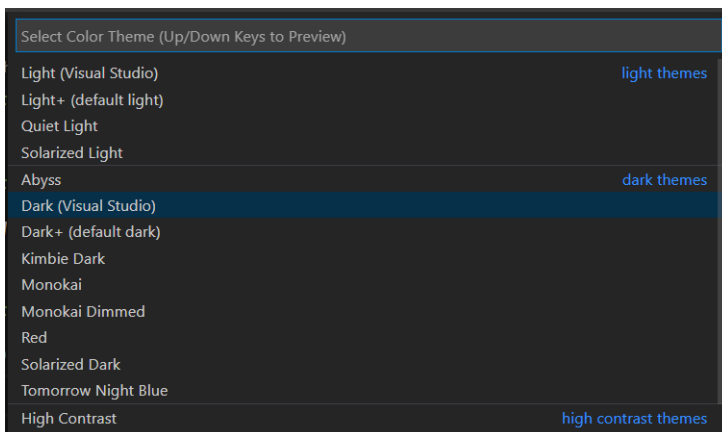 Select Color Theme (Up/Down Keys to Preview)
Light (Visual Studio) light themes
Light+ (default light)
Quiet Light
Solarized Light
Abyss dark themes
Dark (Visual Studio)
Dark+ (default dark)
Kimbie Dark
Monokai
Monokai Dimmed
Red
Solarized Dark
Tomorrow Night Blue
High Contrast high contrast themes